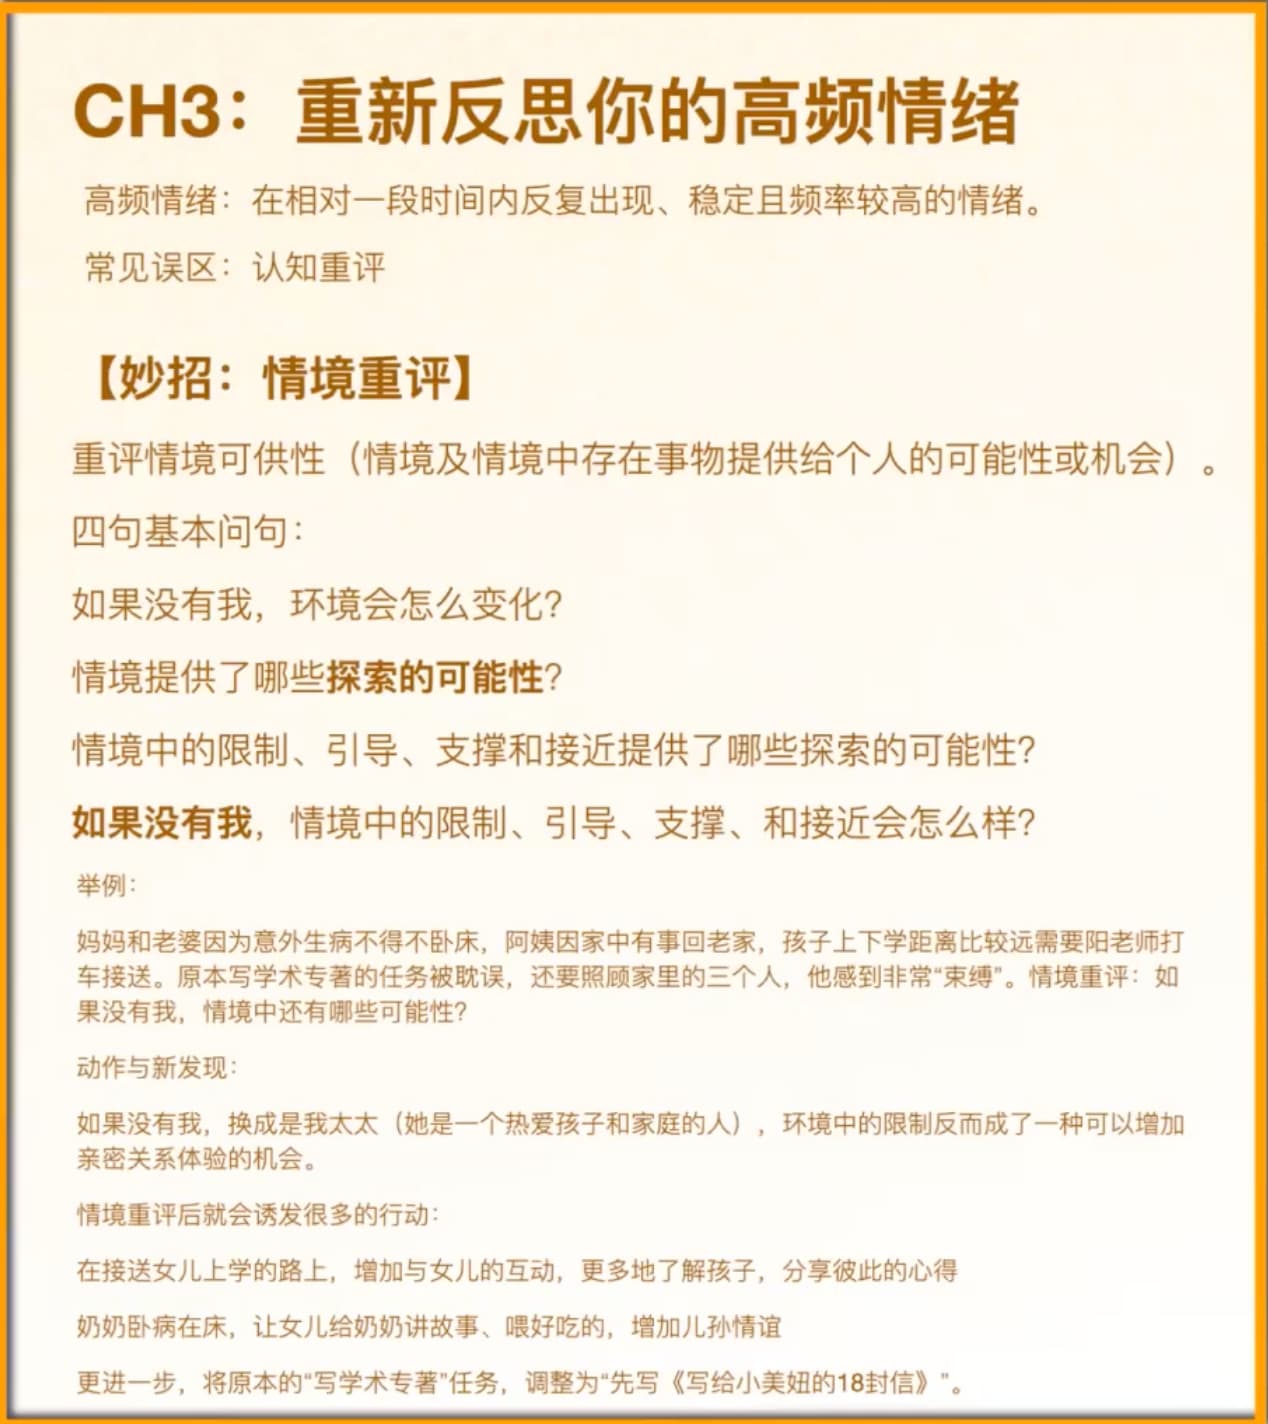 CH3：重新反思你的高频情绪
高频情绪：在相对一段时间内反复出现、稳定且频率较高的情绪。
常见误区：认知重评
【妙招：情境重评】
重评情境可供性（情境及情境中存在事物提供给个人的可能性或机会）。
四句基本问句：
如果没有我，环境会怎么变化？
情境提供了哪些探索的可能性？
情境中的限制、引导、支撑和接近提供了哪些探索的可能性？
如果没有我，情境中的限制、引导、支撑、和接近会怎么样？
举例：
妈妈和老婆因为意外生病不得不卧床，阿姨因家中有事回老家，孩子上下学距离比较远需要阳老师打
车接送。原本写学术专著的任务被耽误，还要照顾家里的三个人，他感到非常“束缚”。情境重评：如
果没有我，情境中还有哪些可能性？
动作与新发现：
如果没有我，换成是我太太（她是一个热爱孩子和家庭的人），环境中的限制反而成了一种可以增加
亲密关系体验的机会。
情境重评后就会诱发很多的行动：
在接送女儿上学的路上，增加与女儿的互动，更多地了解孩子，分享彼此的心得
奶奶卧病在床，让女儿给奶奶讲故事、喂好吃的，增加儿孙情谊
更进一步，将原本的“写学术专著”任务，调整为“先写《写给小美妞的18封信》”。